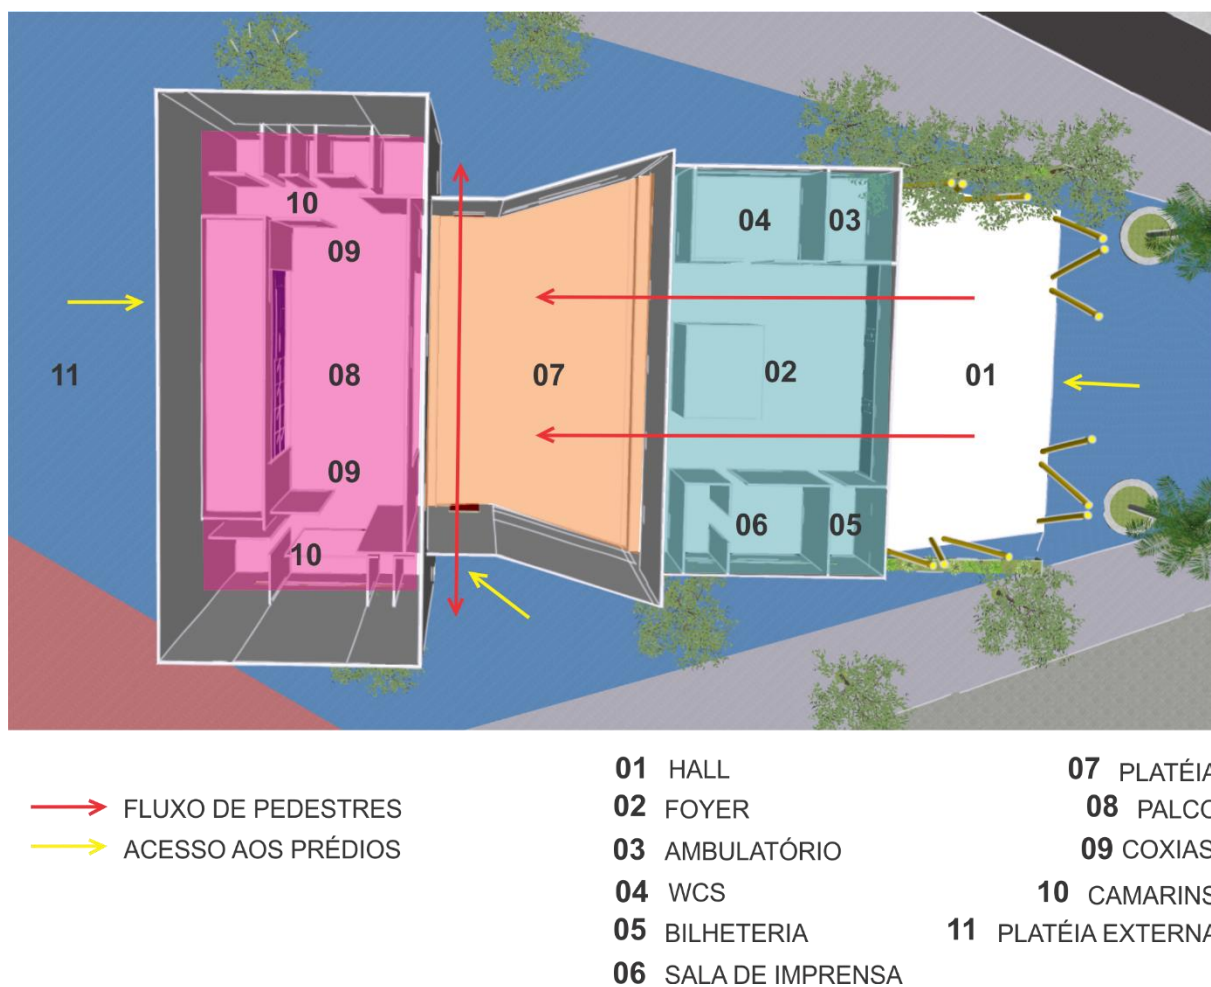 10
09
04
03
11
08
07
02
01
09
10
06
05
FLUXO DE PEDESTRES
ACESSO AOS PRÉDIOS
01 HALL
02 FOYER
03 AMBULATÓRIO
04 WCS
05 BILHETERIA
06 SALA DE IMPRENSA
07 PLATÉIA
08 PALCO
09 COXIAS
10 CAMARINS
11 PLATÉIA EXTERNA